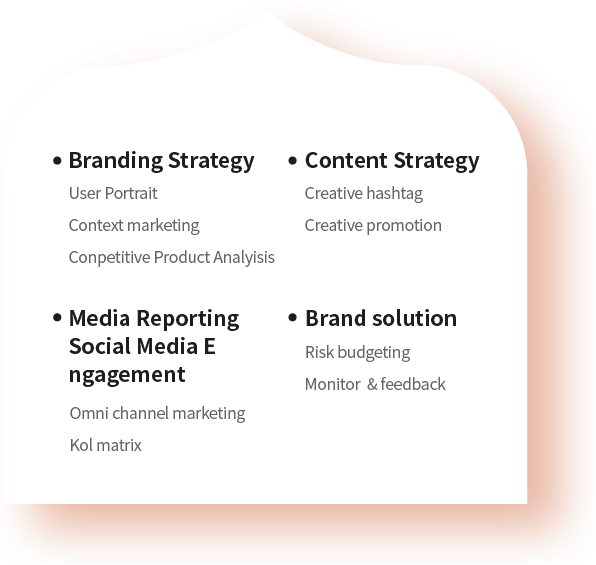 Branding Strategy
User Portrait
Context marketing
Conpetitive Product Analyisis
Content Strategy
Creative hashtag
Creative promotion
Media Reporting
Social Media E
ngagement
Omni channel marketing
Kol matrix
Brand solution
Risk budgeting
Monitor & feedback